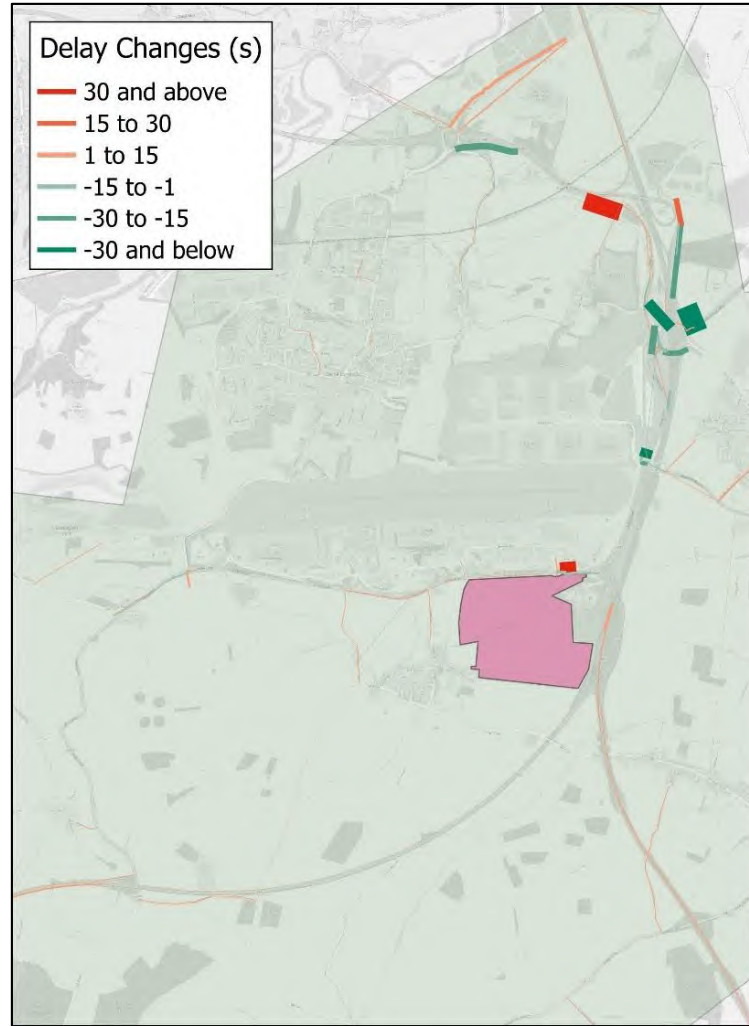 Delay Changes (s)
30 and above
15 to 30
1 to 15
-15 to -1
-30 to -15
-30 and below